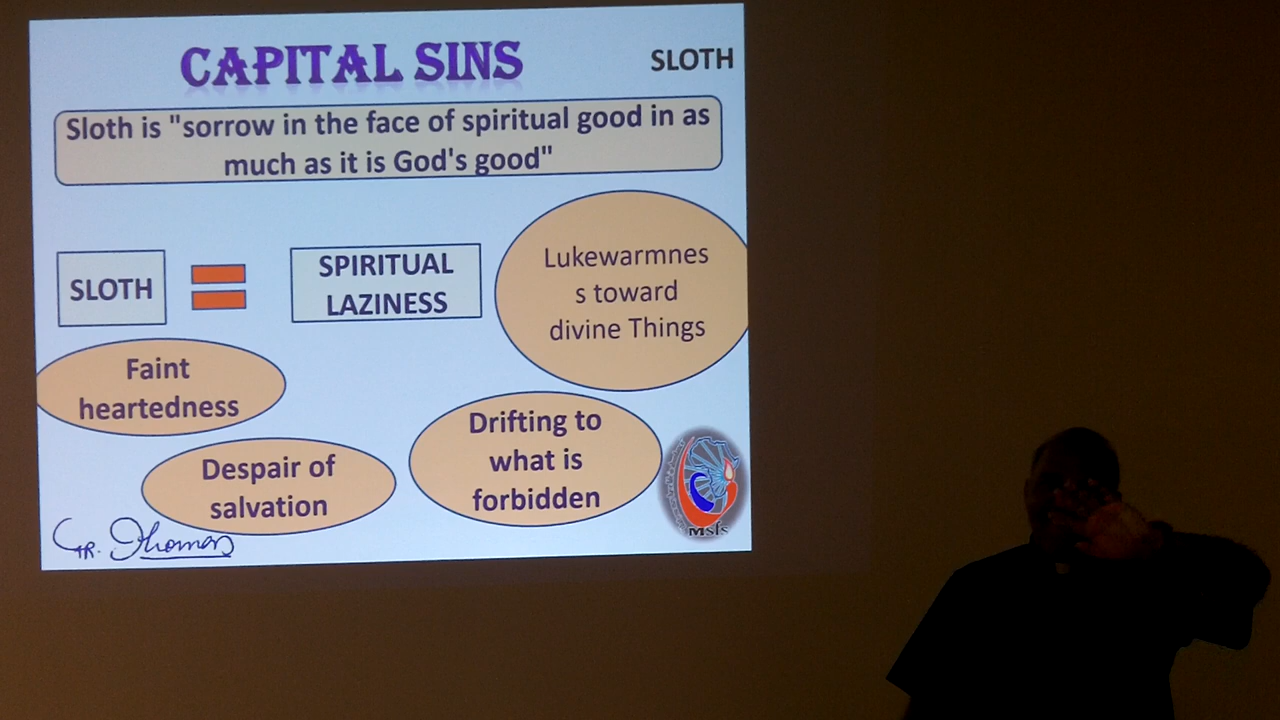 CAPITAL SINS
SLOTH
Sloth is "sorrow in the face of spiritual good in as
much as it is God's good"
SLOTH
SPIRITUAL
LAZINESS
Lukewarmnes
s toward
divine Things
Faint
heartedness
Despair of
salvation
Drifting to
what is
forbidden
Thomas
Msfs